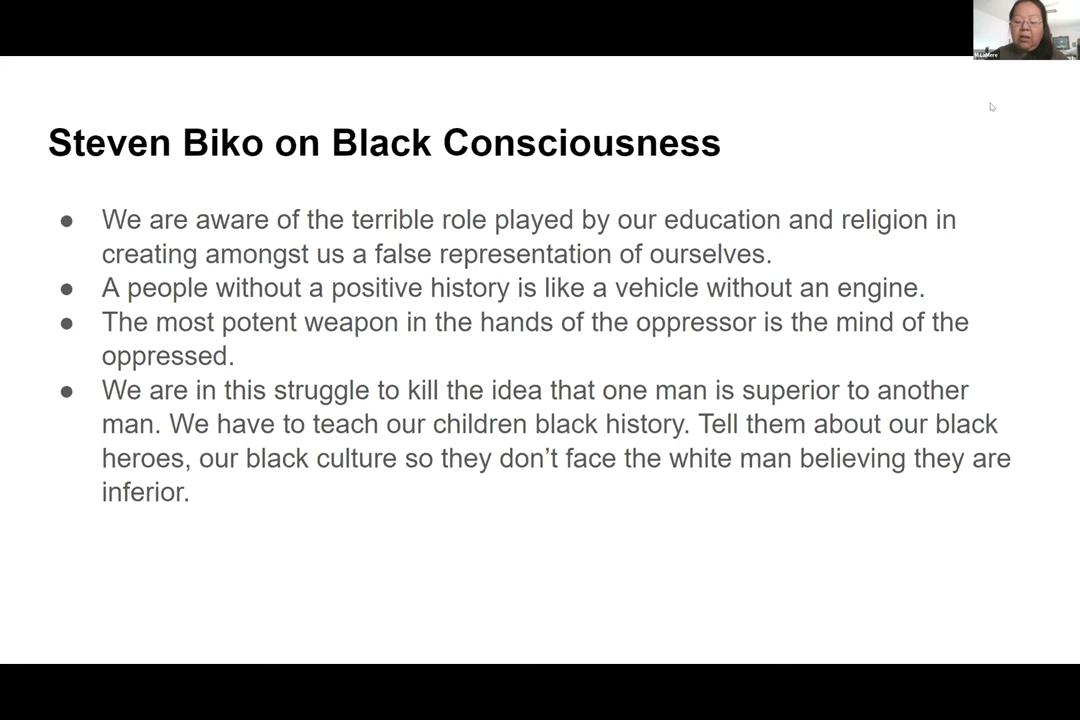 Steven Biko on Black Consciousness
● We are aware of the terrible role played by our education and religion in
creating amongst us a false representation of ourselves.
● A people without a positive history is like a vehicle without an engine.
● The most potent weapon in the hands of the oppressor is the mind of the
oppressed.
● We are in this struggle to kill the idea that one man is superior to another
man. We have to teach our children black history. Tell them about our black
heroes, our black culture so they don’t face the white man believing they are
inferior.